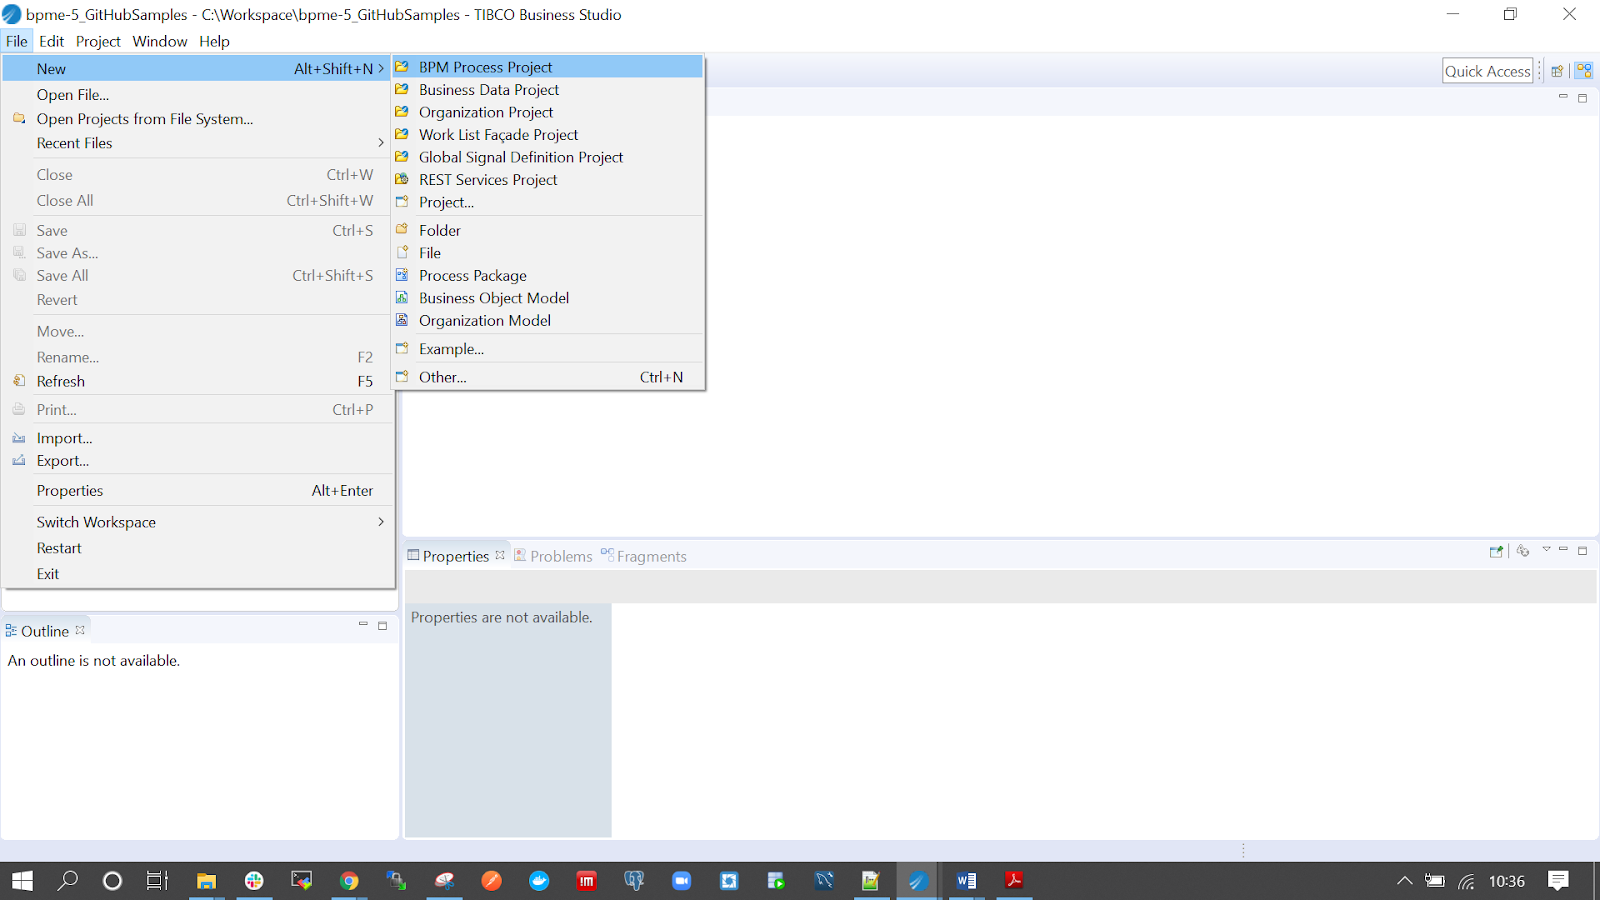 bpme-5_GitHubSamples - C:\Workspace\bpme-5_GitHubSamples - TIBCO Business Studio
File Edit Project Window Help
Quick Access
New Alt+Shift+N
Open File...
Open Projects from File System...
Recent Files
Close Ctrl+W
Close All Ctrl+Shift+W
Save Ctrl+S
Save As...
Save All Ctrl+Shift+S
Revert
Move...
Rename... F2
Refresh F5
Print... Ctrl+P
Import...
Export...
Properties Alt+Enter
Switch Workspace
Restart
Exit
BPM Process Project
Business Data Project
Organization Project
Work List Façade Project
Global Signal Definition Project
REST Services Project
Project...
Folder
File
Process Package
Business Object Model
Organization Model
Example...
Other... Ctrl+N
Properties Problems Fragments
Properties are not available.
Outline
An outline is not available.
im
10:36